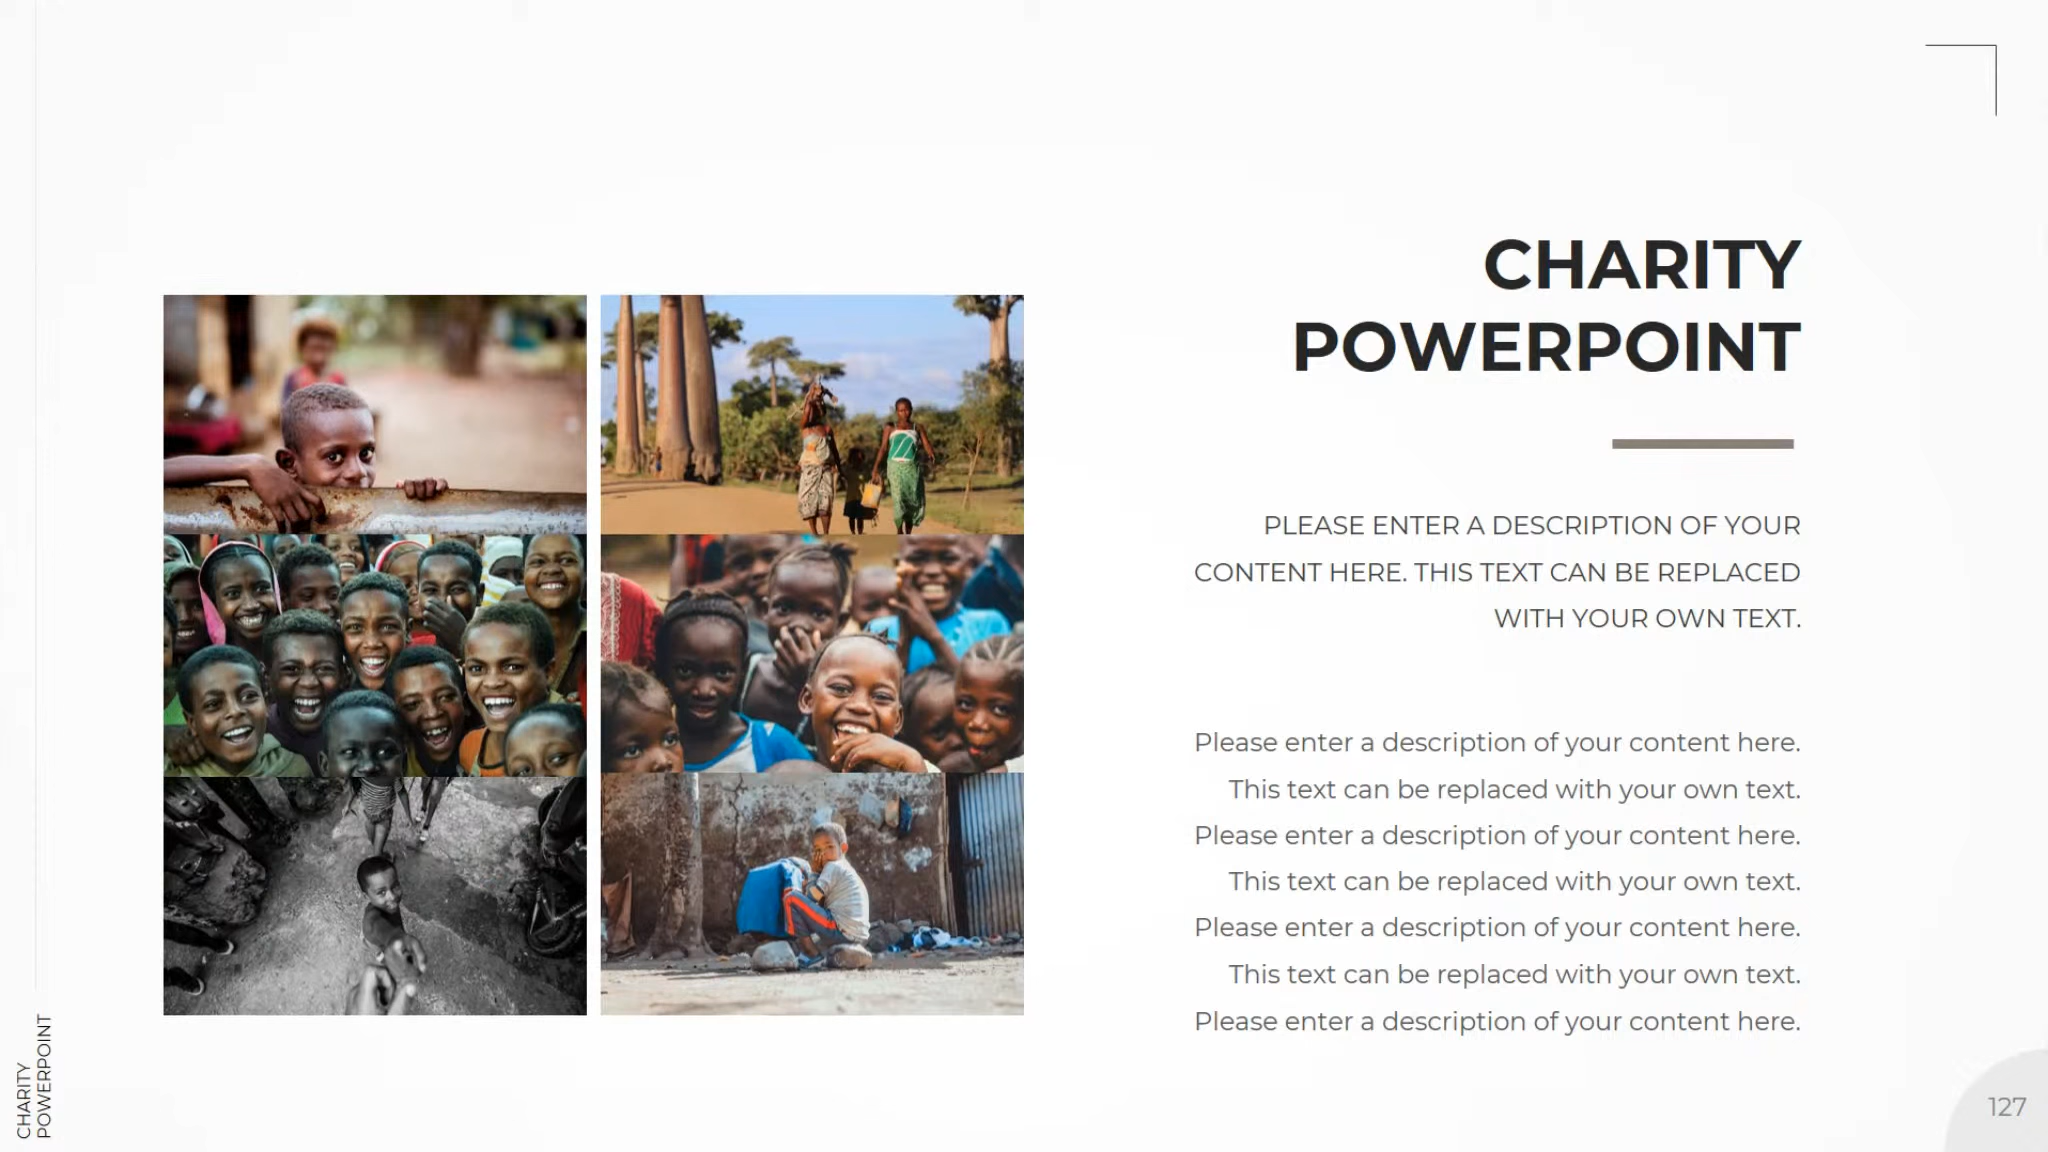 CHARITY
POWERPOINT
PLEASE ENTER A DESCRIPTION OF YOUR
CONTENT HERE. THIS TEXT CAN BE REPLACED
WITH YOUR OWN TEXT.
Please enter a description of your content here.
This text can be replaced with your own text.
Please enter a description of your content here.
This text can be replaced with your own text.
Please enter a description of your content here.
This text can be replaced with your own text.
Please enter a description of your content here.
CHARITY
POWERPOINT
127